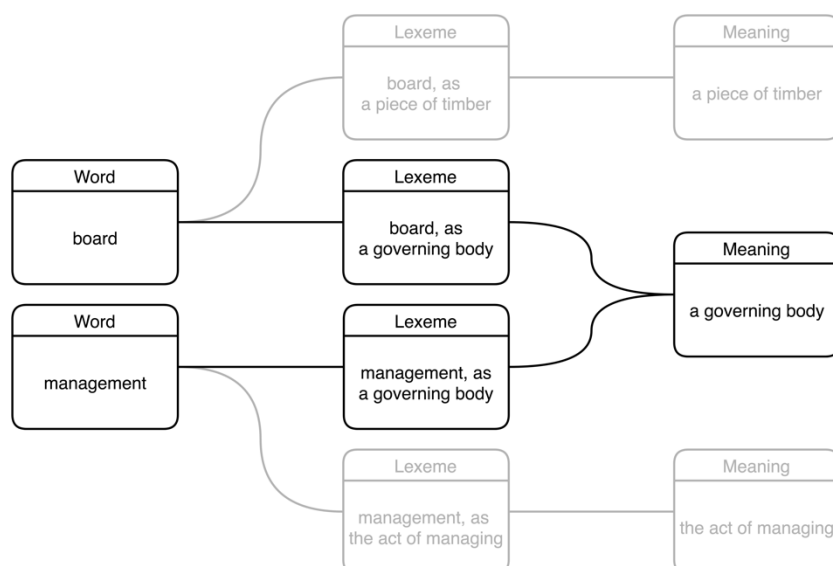 Lexeme
board, as
a piece of timber
Meaning
a piece of timber
Word
board
Lexeme
board, as
a governing body
Meaning
a governing body
Word
management
Lexeme
management, as
a governing body
Lexeme
management, as
the act of managing
Meaning
the act of managing